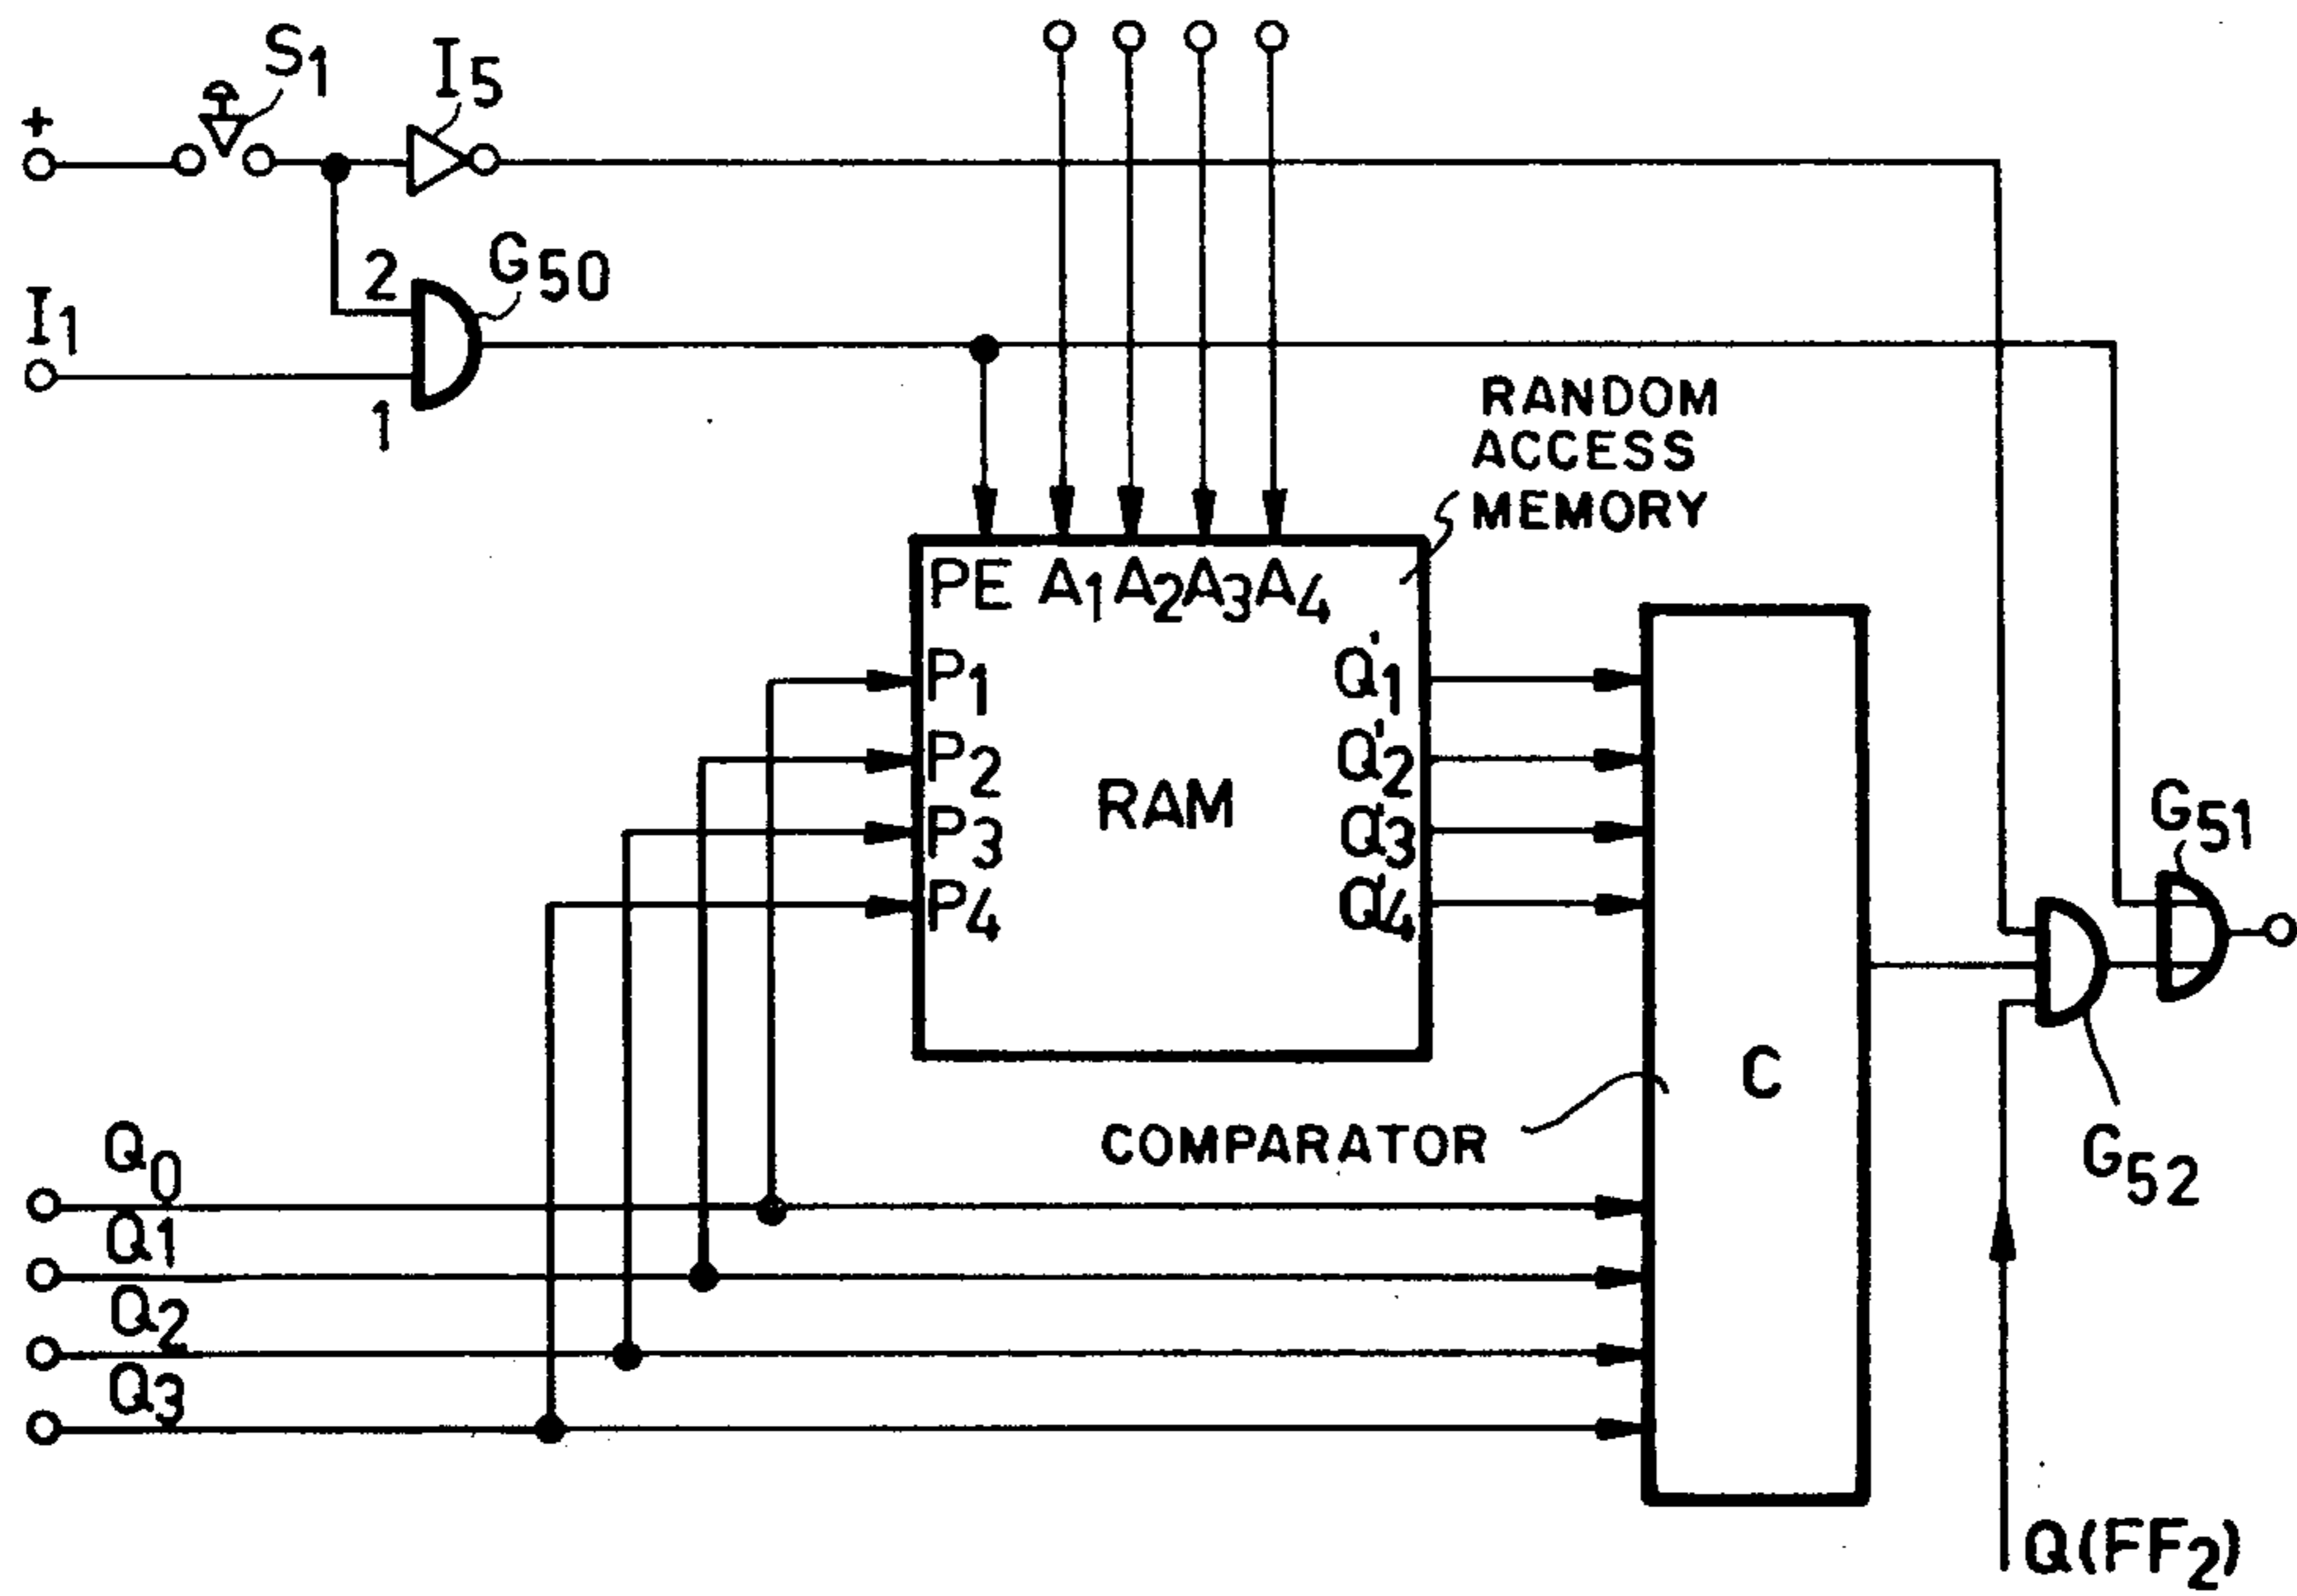 S1
I5
+
2
G50
I1
1
RANDOM
ACCESS
MEMORY
PE A1 A2 A3 A4
P1
Q'1
P2
Q'2
RAM
P3
Q'3
P4
Q'4
G51
C
COMPARATOR
G52
Q0
Q1
Q2
Q3
Q(FF2)